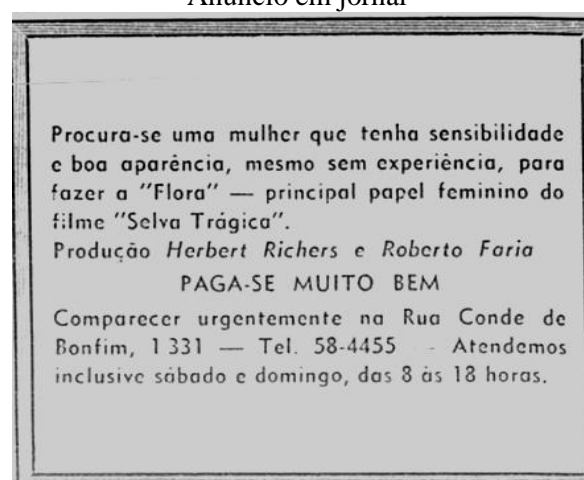 Anúncio em jornal
Procura-se uma mulher que tenha sensibilidade
e boa aparência, mesmo sem experiência, para
fazer a "Flora" — principal papel feminino do
filme "Selva Trágica".
Produção Herbert Richers e Roberto Faria
PAGA-SE MUITO BEM
Comparecer urgentemente na Rua Conde de
Bonfim, 1 331 — Tel. 58-4455 - Atendemos
inclusive sábado e domingo, das 8 às 18 horas.